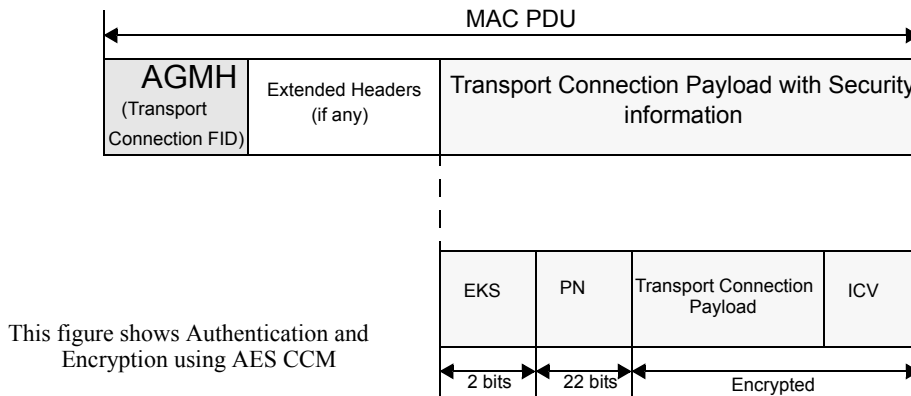 MAC PDU
AGMH
(Transport
Connection FID)
Extended Headers
(if any)
Transport Connection Payload with Security
information
EKS
PN
Transport Connection
Payload
ICV
This figure shows Authentication and
Encryption using AES CCM
2 bits
22 bits
Encrypted